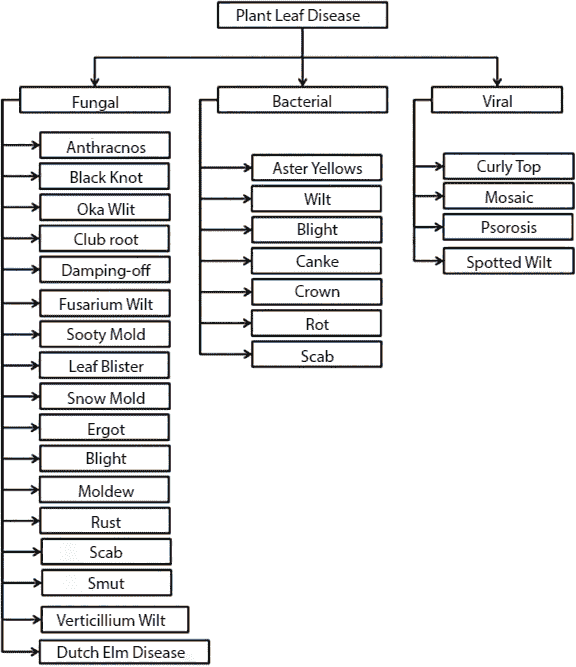 Plant Leaf Disease
Fungal
Bacterial
Viral
Anthracnos
Black Knot
Oka Wlit
Club root
Damping-off
Fusarium Wilt
Sooty Mold
Leaf Blister
Snow Mold
Ergot
Blight
Moldew
Rust
Scab
Smut
Verticillium Wilt
Dutch Elm Disease
Aster Yellows
Wilt
Blight
Canke
Crown
Rot
Scab
Curly Top
Mosaic
Psorosis
Spotted Wilt